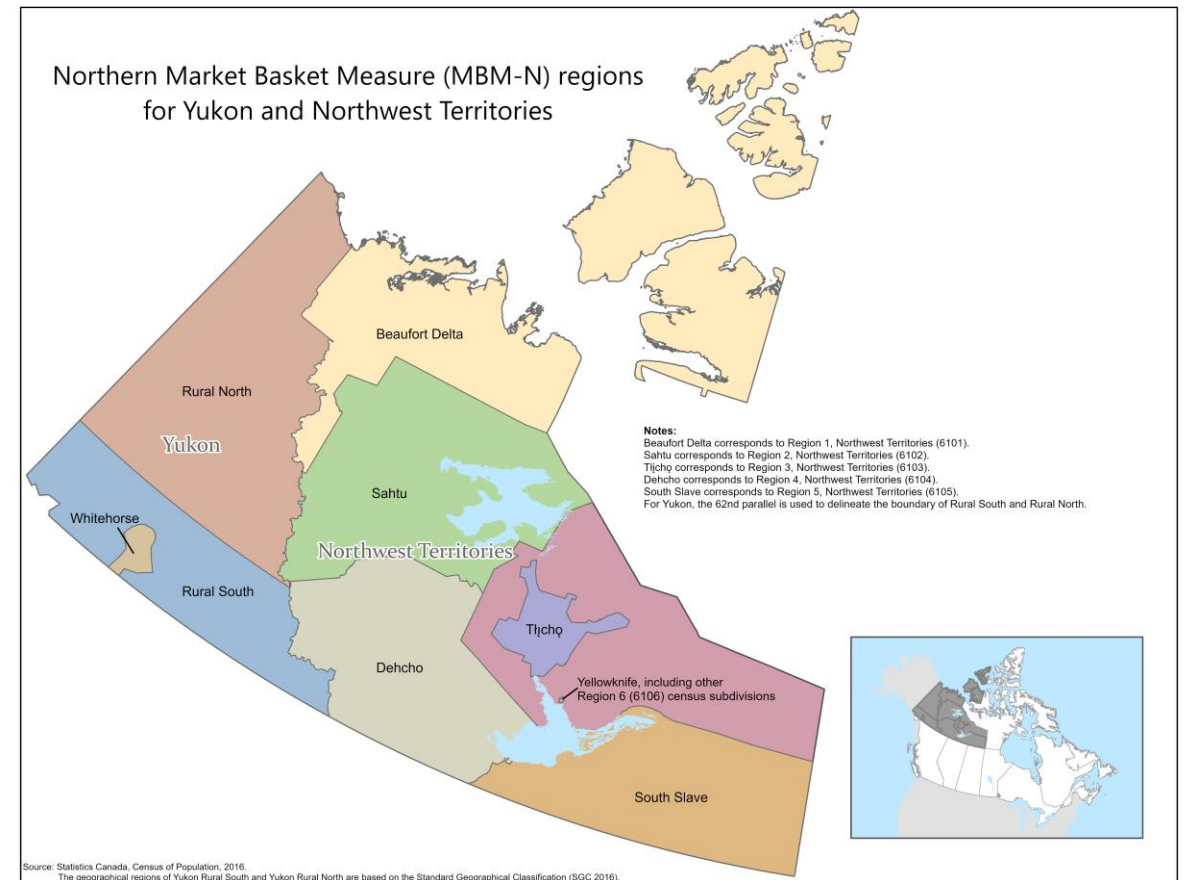 Northern Market Basket Measure (MBM-N) regions
for Yukon and Northwest Territories
Beaufort Delta
Rural North
Yukon
Notes:
Beaufort Delta corresponds to Region 1, Northwest Territories (6101).
Sahtu corresponds to Region 2, Northwest Territories (6102).
Tłı̨chǫ corresponds to Region 3, Northwest Territories (6103).
Dehcho corresponds to Region 4, Northwest Territories (6104).
South Slave corresponds to Region 5, Northwest Territories (6105).
For Yukon, the 62nd parallel is used to delineate the boundary of Rural South and Rural North.
Sahtu
Whitehorse
Northwest Territories
Rural South
Tłı̨chǫ
Dehcho
Yellowknife, including other
Region 6 (6106) census subdivisions
South Slave
Source: Statistics Canada, Census of Population, 2016.
The geographical regions of Yukon Rural South and Yukon Rural North are based on the Standard Geographical Classification (SGC 2016).